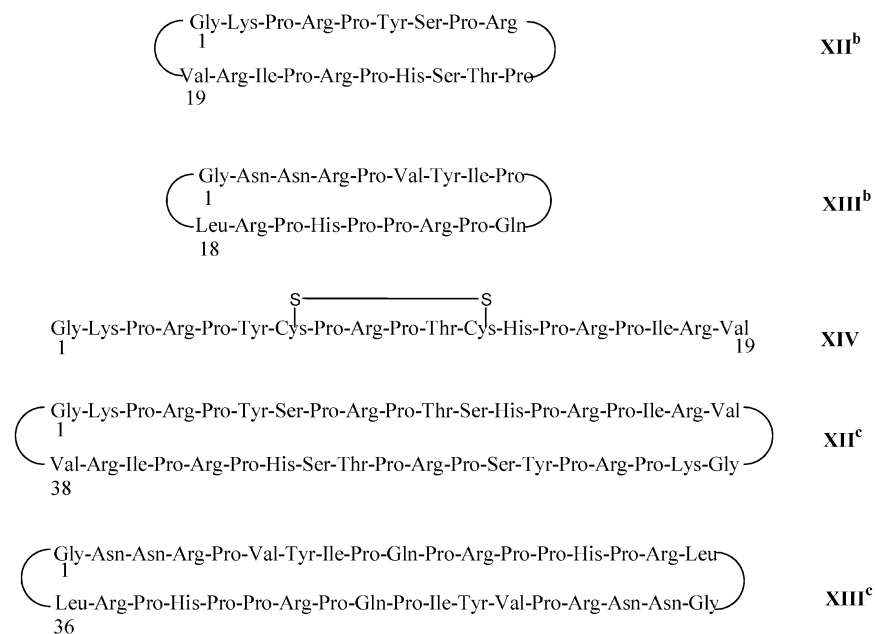 Gly-Lys-Pro-Arg-Pro-Tyr-Ser-Pro-Arg
1
XIIb
Val-Arg-Ile-Pro-Arg-Pro-His-Ser-Thr-Pro
19
Gly-Asn-Asn-Arg-Pro-Val-Tyr-Ile-Pro
1
XIIIb
Leu-Arg-Pro-His-Pro-Pro-Arg-Pro-Gln
18
S S
Gly-Lys-Pro-Arg-Pro-Tyr-Cys-Pro-Arg-Pro-Thr-Cys-His-Pro-Arg-Pro-Ile-Arg-Val
1 19
XIV
Gly-Lys-Pro-Arg-Pro-Tyr-Ser-Pro-Arg-Pro-Thr-Ser-His-Pro-Arg-Pro-Ile-Arg-Val
1
XIIc
Val-Arg-Ile-Pro-Arg-Pro-His-Ser-Thr-Pro-Arg-Pro-Ser-Tyr-Pro-Arg-Pro-Lys-Gly
38
Gly-Asn-Asn-Arg-Pro-Val-Tyr-Ile-Pro-Gln-Pro-Arg-Pro-Pro-His-Pro-Arg-Leu
1
XIIIc
Leu-Arg-Pro-His-Pro-Pro-Arg-Pro-Gln-Pro-Ile-Tyr-Val-Pro-Arg-Asn-Asn-Gly
36